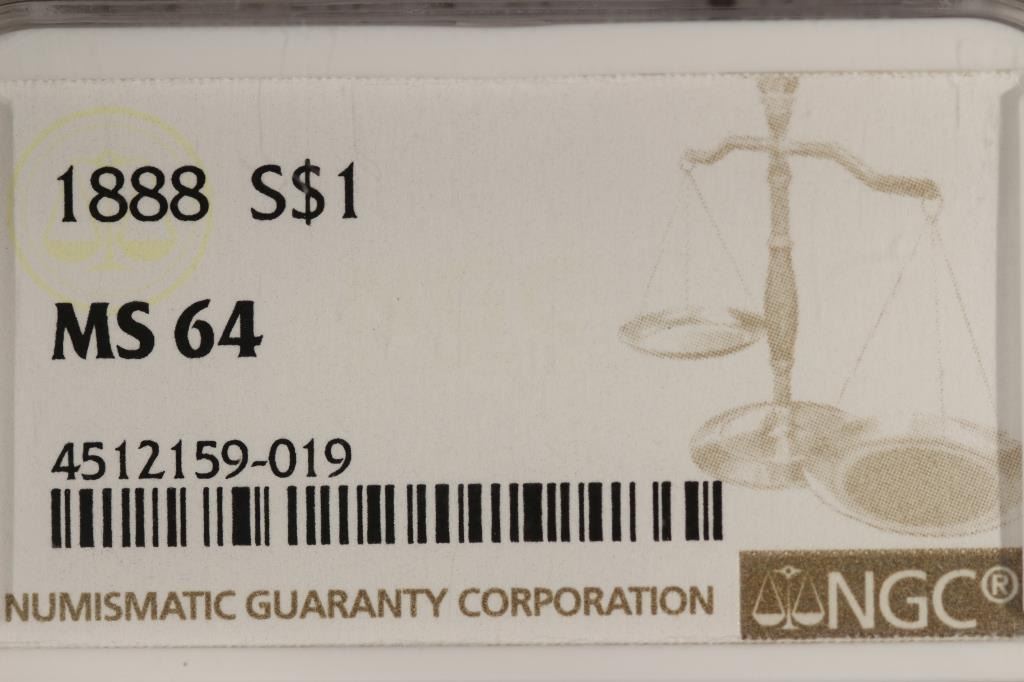 1888 S$1
MS 64
4512159-019
NUMISMATIC GUARANTY CORPORATION
NGC®